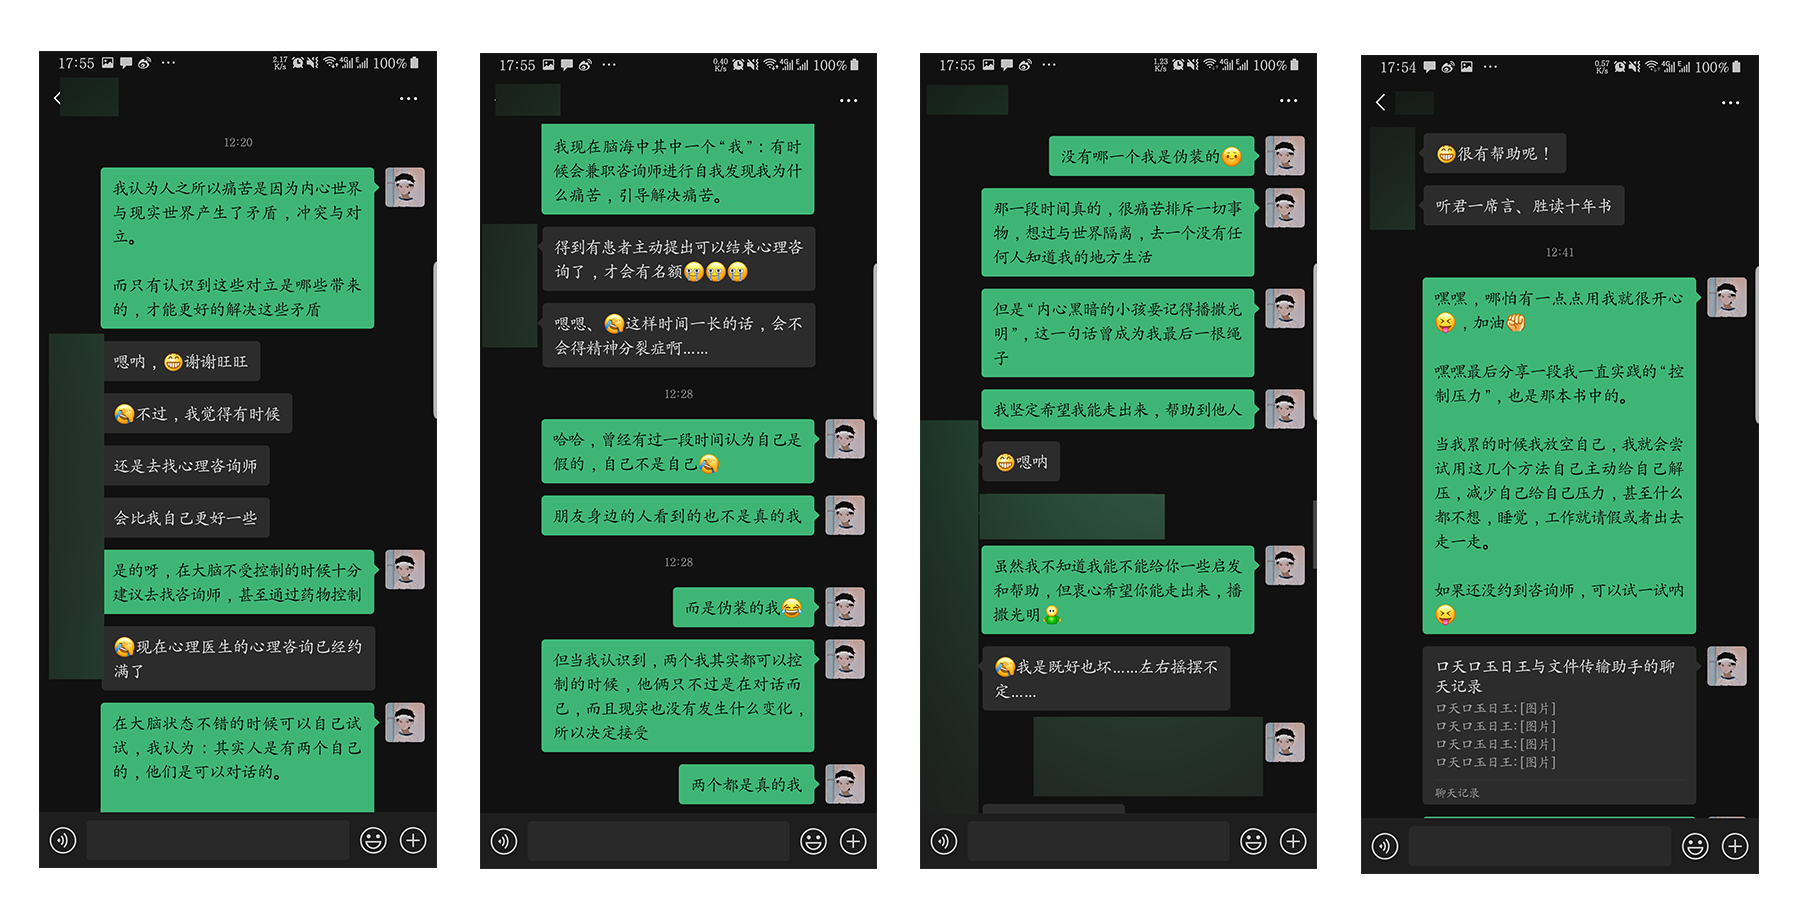 17:55
2.17 K/s
4G
100%
12:20
我认为人之所以痛苦是因为内心世界
与现实世界产生了矛盾，冲突与对
立。
而只有认识到这些对立是哪些带来
的，才能更好的解决这些矛盾
嗯呐，😁谢谢旺旺
🤣不过，我觉得有时候
还是去找心理咨询师
会比我自己更好一些
是的呀，在大脑不受控制的时候十分
建议去找咨询师，甚至通过药物控制
🤣现在心理医生的心理咨询已经约
满了
在大脑状态不错的时候可以自己试
试，我认为：其实人是有两个自己
的，他们是可以对话的。
17:55
0.40 K/s
4G
100%
我现在脑海中其中一个“我”：有时
候会兼职咨询师进行自我发现我为什
么痛苦，引导解决痛苦。
得到有患者主动提出可以结束心理咨
询了，才会有名额😭😭😭
嗯嗯、🤣这样时间一长的话，会不
会得精神分裂症啊......
12:28
哈哈，曾经有过一段时间认为自己是
假的，自己不是自己🤣
朋友身边的人看到的也不是真的我
12:28
而是伪装的我😂
但当我认识到，两个我其实都可以控
制的时候，他俩只不过是在对话而
已，而且现实也没有发生什么变化，
所以决定接受
两个都是真的我
17:55
1.23 K/s
4G
100%
没有哪一个我是伪装的☺
那一段时间真的，很痛苦排斥一切事
物，想过与世界隔离，去一个没有任
何人知道我的地方生活
但是“内心黑暗的小孩要记得播撒光
明”，这一句话曾成为我最后一根绳
子
我坚定希望我能走出来，帮助到他人
😁嗯呐
虽然我不知道我能不能给你一些启发
和帮助，但衷心希望你能走出来，播
撒光明
🤣我是既好也坏......左右摇摆不
定......
17:54
0.57 K/s
4G
100%
😁很有帮助呢！
听君一席言、胜读十年书
12:41
嘿嘿，哪怕有一点点用我就很开心
😝，加油✊
嘿嘿最后分享一段我一直实践的“控
制压力”，也是那本书中的。
当我累的时候我放空自己，我就会尝
试用这几个方法自己主动给自己解
压，减少自己给自己压力，甚至什么
都不想，睡觉，工作就请假或者出去
走一走。
如果还没约到咨询师，可以试一试呐
😝
口天口玉日王与文件传输助手的聊
天记录
口天口玉日王:[图片]
口天口玉日王:[图片]
口天口玉日王:[图片]
口天口玉日王:[图片]
聊天记录